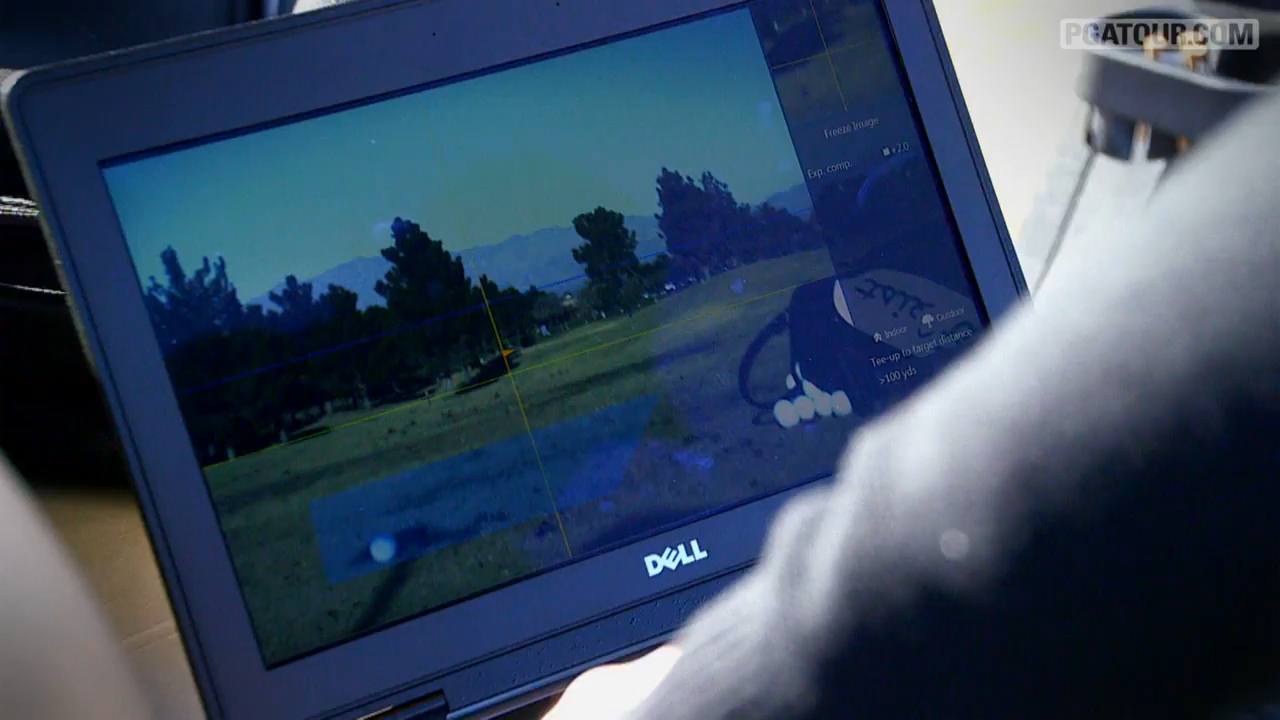 PGATOUR.COM
Freeze Image
Exp. comp.
+2.0
Indoor
Outdoor
Tee-up to target distance
>100 yds
DELL